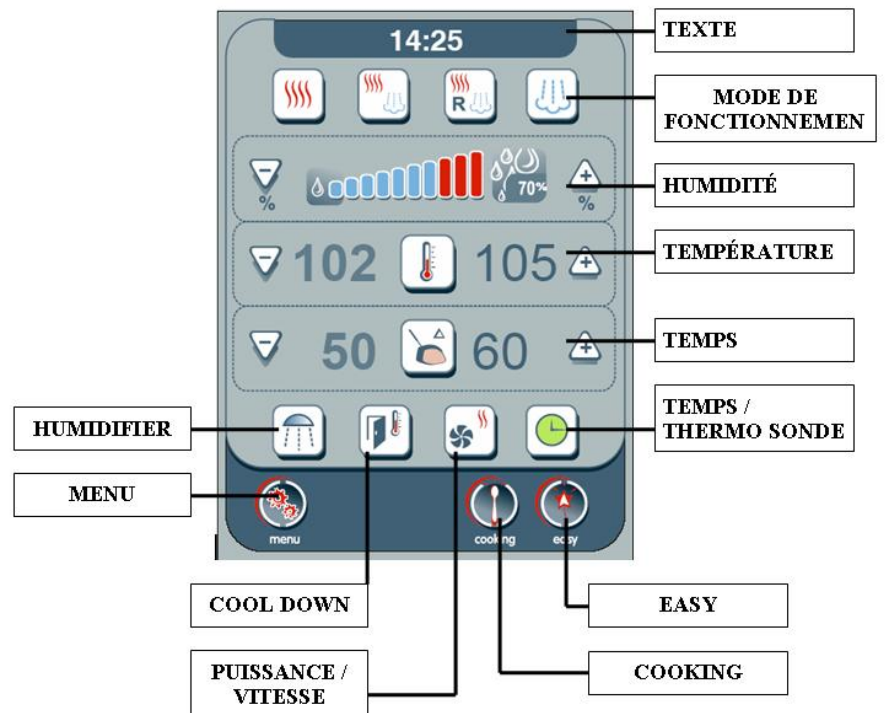 14:25
TEXTE
R
MODE DE
FONCTIONNEMEN
70%
% %
HUMIDITÉ
102 105
TEMPÉRATURE
50 60
TEMPS
HUMIDIFIER
TEMPS /
THERMO SONDE
MENU
menu cooking easy
COOL DOWN
EASY
PUISSANCE /
VITESSE
COOKING